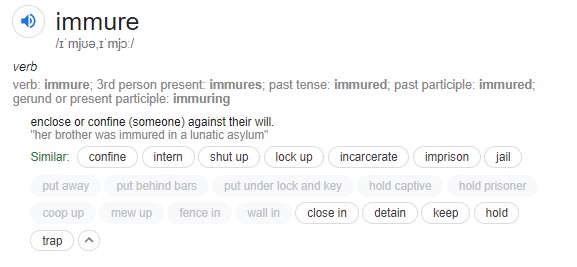 immure
/ɪˈmjʊə,ɪˈmjɔː/
verb
verb: immure; 3rd person present: immures; past tense: immured; past participle: immured;
gerund or present participle: immuring
enclose or confine (someone) against their will.
"her brother was immured in a lunatic asylum"
Similar: confine intern shut up lock up incarcerate imprison jail
put away put behind bars put under lock and key hold captive hold prisoner
coop up mew up fence in wall in close in detain keep hold
trap